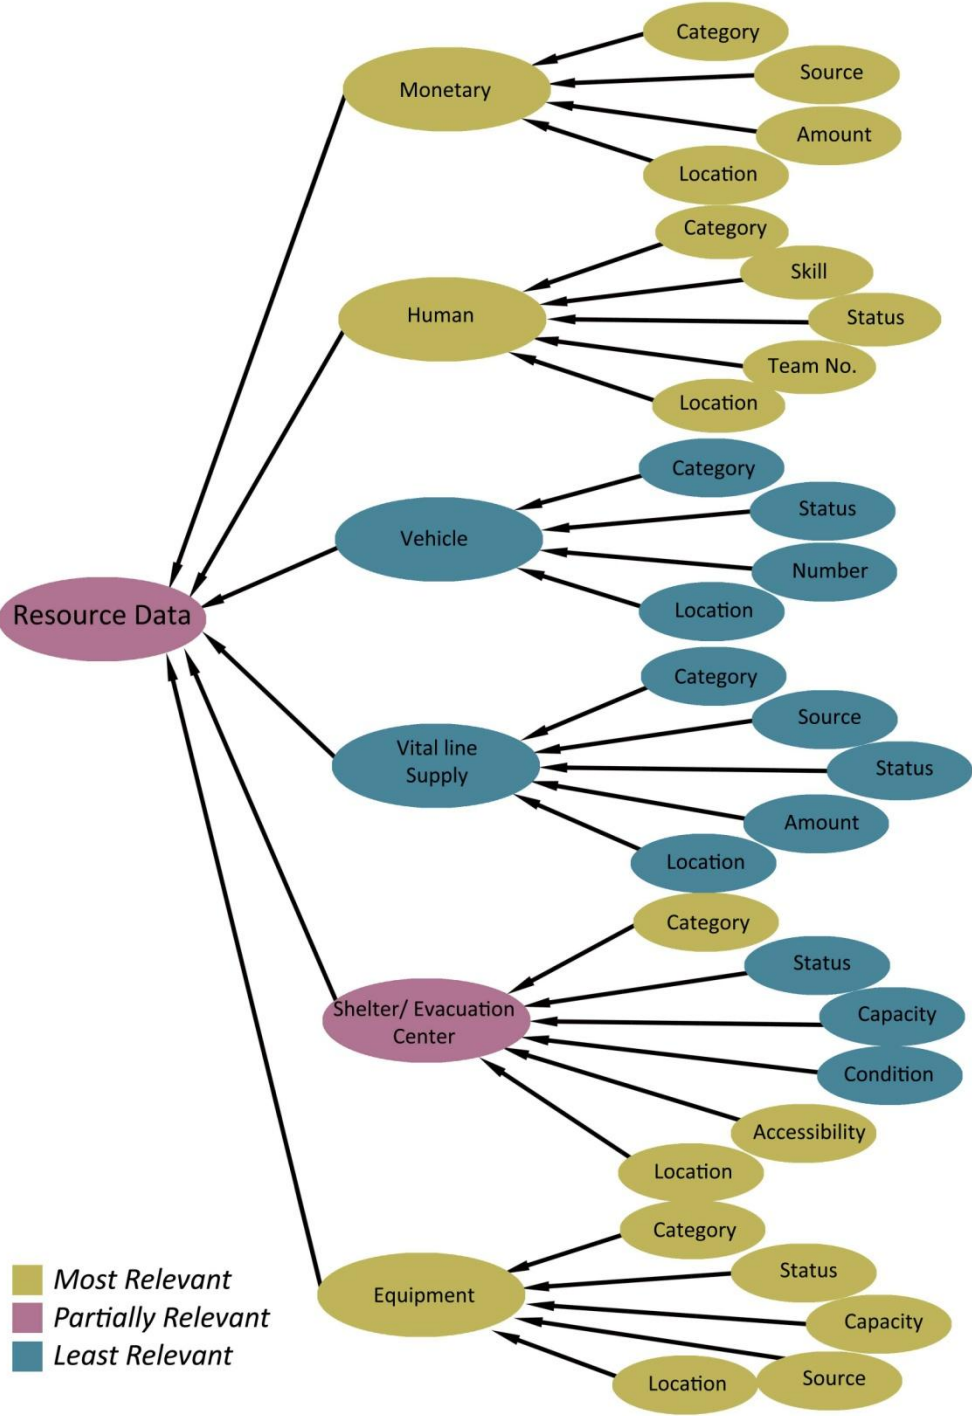 Category
Monetary
Source
Amount
Location
Category
Skill
Human
Status
Team No.
Location
Category
Status
Vehicle
Number
Location
Resource Data
Category
Source
Vital line
Supply
Status
Amount
Location
Category
Status
Shelter/ Evacuation
Center
Capacity
Condition
Accessibility
Location
Category
Status
Equipment
Capacity
Source
Location
Most Relevant
Partially Relevant
Least Relevant